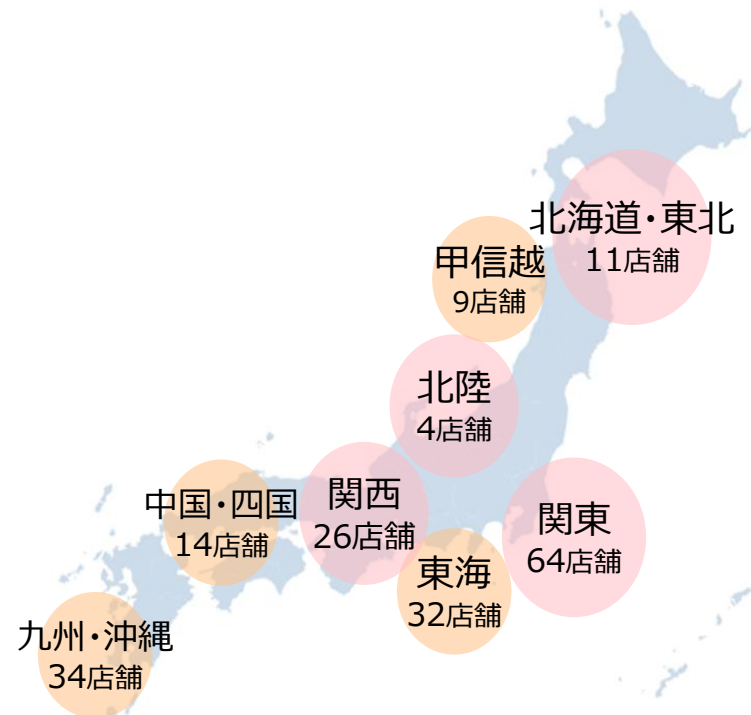 北海道・東北
11店舗
甲信越
9店舗
北陸
4店舗
関西
26店舗
中国・四国
14店舗
関東
64店舗
東海
32店舗
九州・沖縄
34店舗